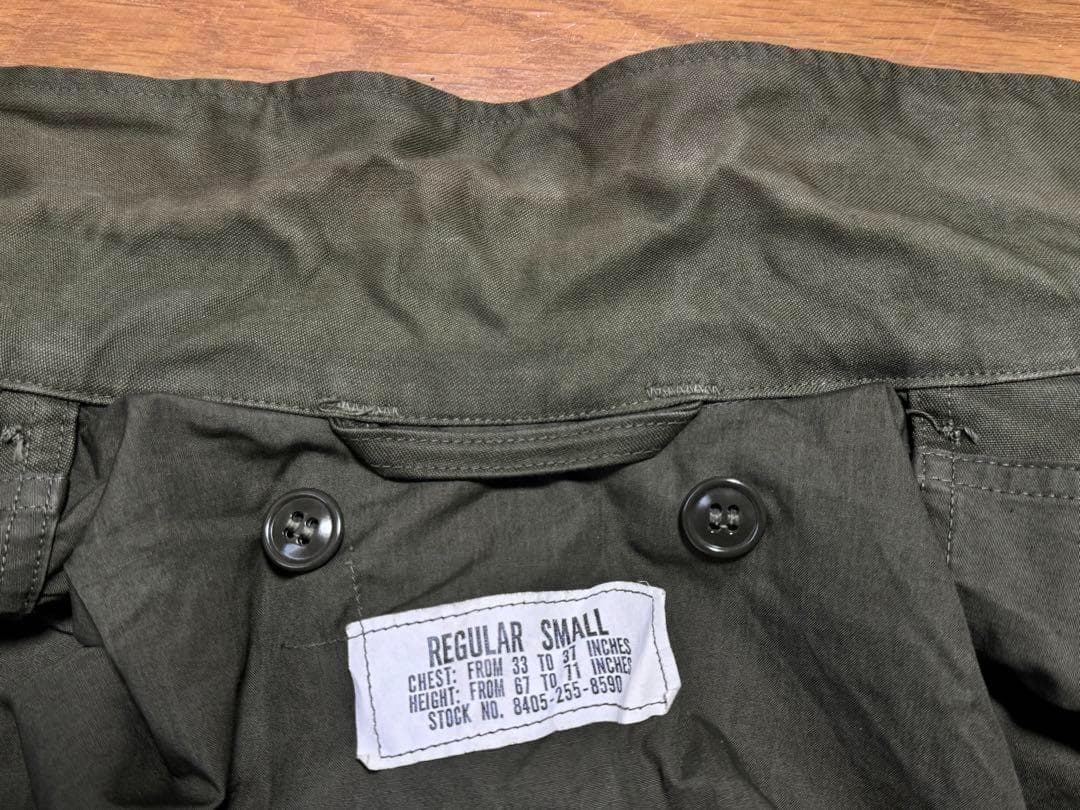 REGULAR SMALL
CHEST: FROM 33 TO 37 INCHES
HEIGHT: FROM 67 TO 71 INCHES
STOCK NO. 8405-255-8590